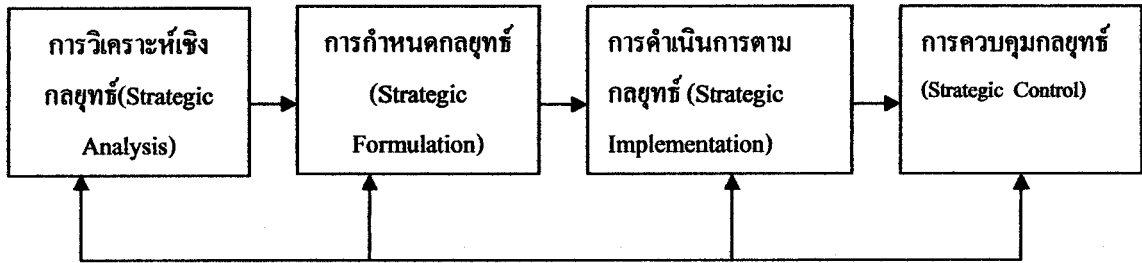 การวิเคราะห์เชิง
กลยุทธ์(Strategic
Analysis)
การกำหนดกลยุทธ์
(Strategic
Formulation)
การดำเนินการตาม
กลยุทธ์ (Strategic
Implementation)
การควบคุมกลยุทธ์
(Strategic Control)